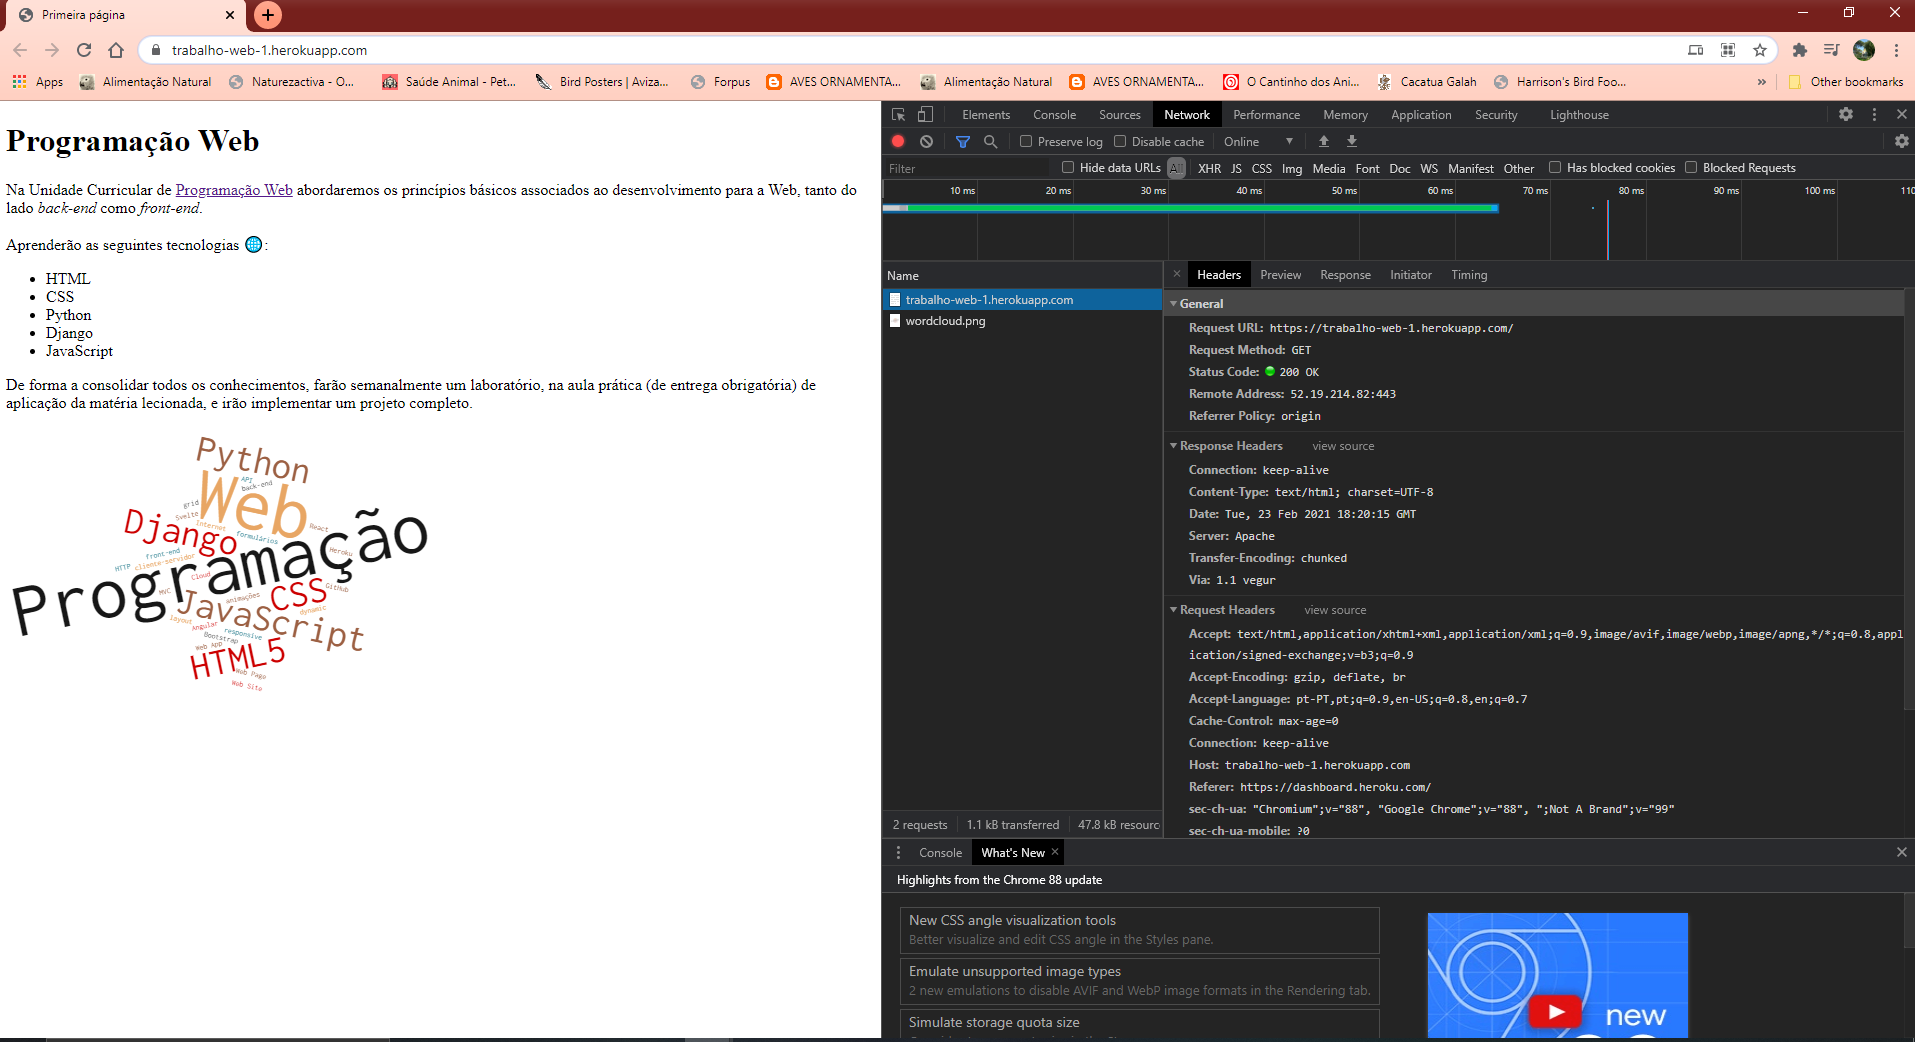 Primeira página
trabalho-web-1.herokuapp.com
Apps
Alimentação Natural
Naturezactiva - O...
Saúde Animal - Pet...
Bird Posters | Aviza...
Forpus
AVES ORNAMENTA...
Alimentação Natural
AVES ORNAMENTA...
O Cantinho dos Ani...
Cacatua Galah
Harrison's Bird Foo...
»
Other bookmarks
Programação Web
Na Unidade Curricular de Programação Web abordaremos os princípios básicos associados ao desenvolvimento para a Web, tanto do
lado back-end como front-end.
Aprenderão as seguintes tecnologias 🌐:
• HTML
• CSS
• Python
• Django
• JavaScript
De forma a consolidar todos os conhecimentos, farão semanalmente um laboratório, na aula prática (de entrega obrigatória) de
aplicação da matéria lecionada, e irão implementar um projeto completo.
Python
API
back-end
Web
grid
Svelte
Internet
React
Django
formulários
Programação
front-end
Heroku
HTTP
cliente-servidor
Cloud
CSS
GitHub
MVC
animações
JavaScript
dynamic
layout
Angular
responsive
Bootstrap
Web App
HTML5
Web Page
Web Site
Elements Console Sources Network Performance Memory Application Security Lighthouse
Preserve log Disable cache Online
Filter Hide data URLs All XHR JS CSS Img Media Font Doc WS Manifest Other Has blocked cookies Blocked Requests
10 ms 20 ms 30 ms 40 ms 50 ms 60 ms 70 ms 80 ms 90 ms 100 ms 110
Name
trabalho-web-1.herokuapp.com
wordcloud.png
2 requests 1.1 kB transferred 47.8 kB resourc
Headers Preview Response Initiator Timing
General
Request URL: https://trabalho-web-1.herokuapp.com/
Request Method: GET
Status Code: 200 OK
Remote Address: 52.19.214.82:443
Referrer Policy: origin
Response Headers view source
Connection: keep-alive
Content-Type: text/html; charset=UTF-8
Date: Tue, 23 Feb 2021 18:20:15 GMT
Server: Apache
Transfer-Encoding: chunked
Via: 1.1 vegur
Request Headers view source
Accept: text/html,application/xhtml+xml,application/xml;q=0.9,image/avif,image/webp,image/apng,*/*;q=0.8,appl
ication/signed-exchange;v=b3;q=0.9
Accept-Encoding: gzip, deflate, br
Accept-Language: pt-PT,pt;q=0.9,en-US;q=0.8,en;q=0.7
Cache-Control: max-age=0
Connection: keep-alive
Host: trabalho-web-1.herokuapp.com
Referer: https://dashboard.heroku.com/
sec-ch-ua: "Chromium";v="88", "Google Chrome";v="88", ";Not A Brand";v="99"
sec-ch-ua-mobile: ?0
Console What's New
Highlights from the Chrome 88 update
New CSS angle visualization tools
Better visualize and edit CSS angle in the Styles pane.
Emulate unsupported image types
2 new emulations to disable AVIF and WebP image formats in the Rendering tab.
Simulate storage quota size
new